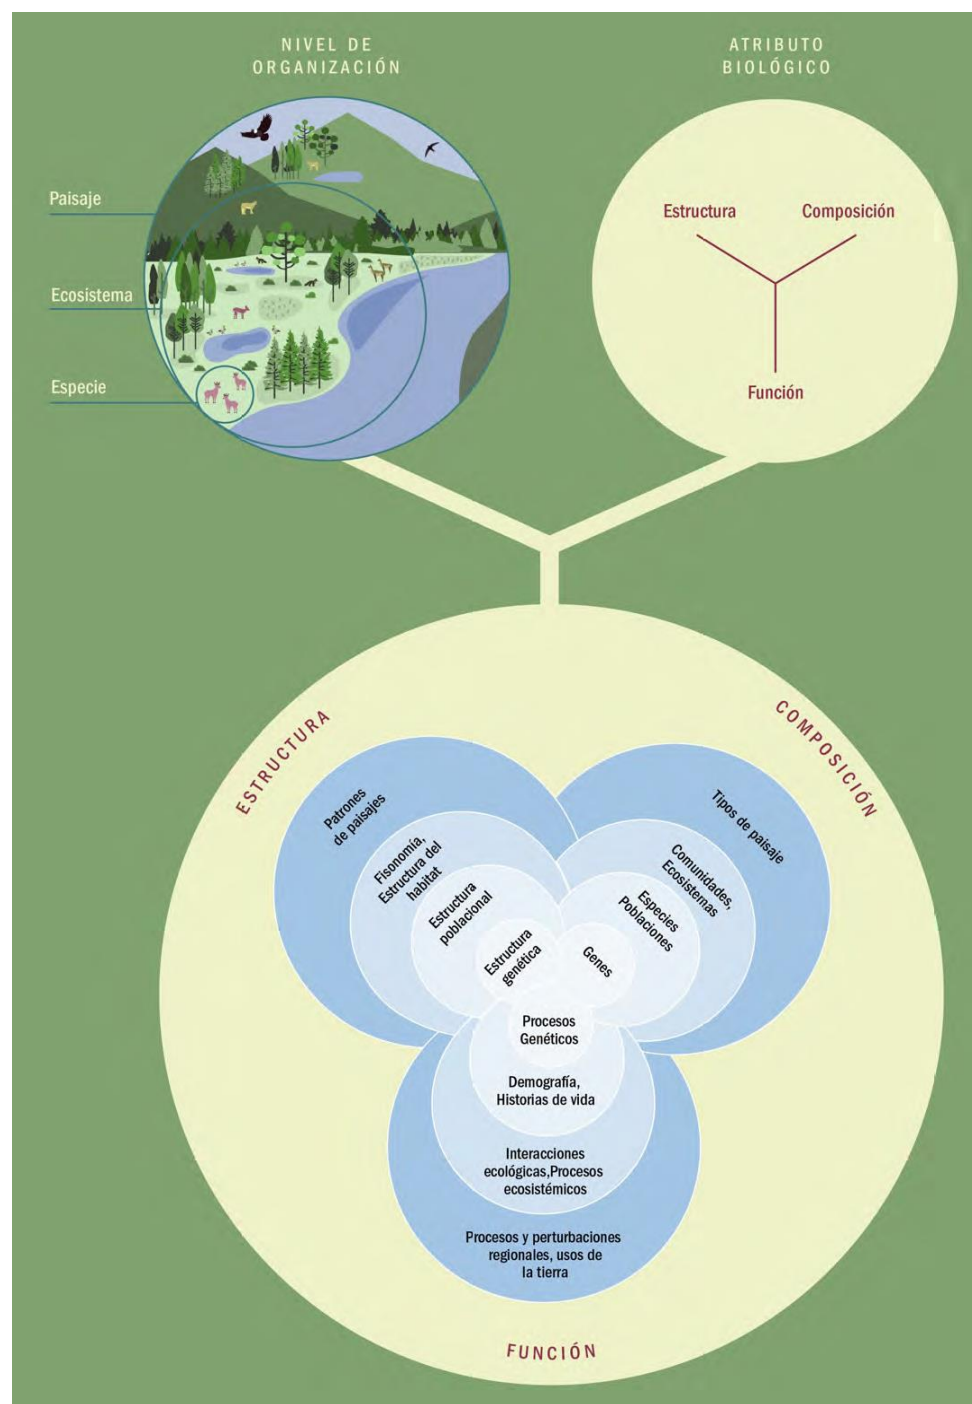 NIVEL DE
ORGANIZACIÓN
ATRIBUTO
BIOLÓGICO
Paisaje
Ecosistema
Especie
Estructura
Composición
Función
ESTRUCTURA
COMPOSICIÓN
Patrones
de paisajes
Fisonomía,
Estructura del
habitat
Estructura
poblacional
Estructura
genética
Tipos de paisaje
Comunidades,
Ecosistemas
Especies
Poblaciones
Genes
Procesos
Genéticos
Demografía,
Historias de vida
Interacciones
ecológicas,Procesos
ecosistémicos
Procesos y perturbaciones
regionales, usos de
la tierra
FUNCIÓN